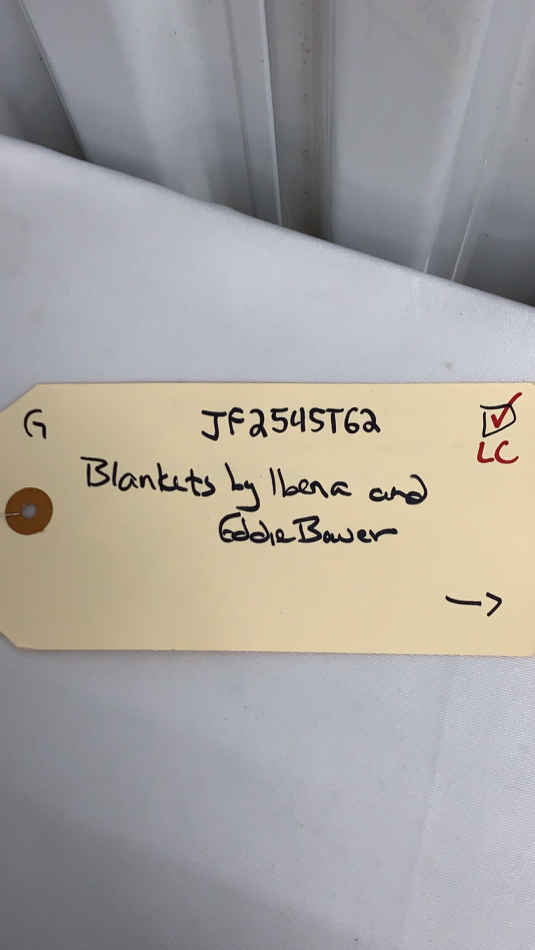 G JF2545T62 ☑
LC
Blankets by Ibena and
Eddie Bauer
→